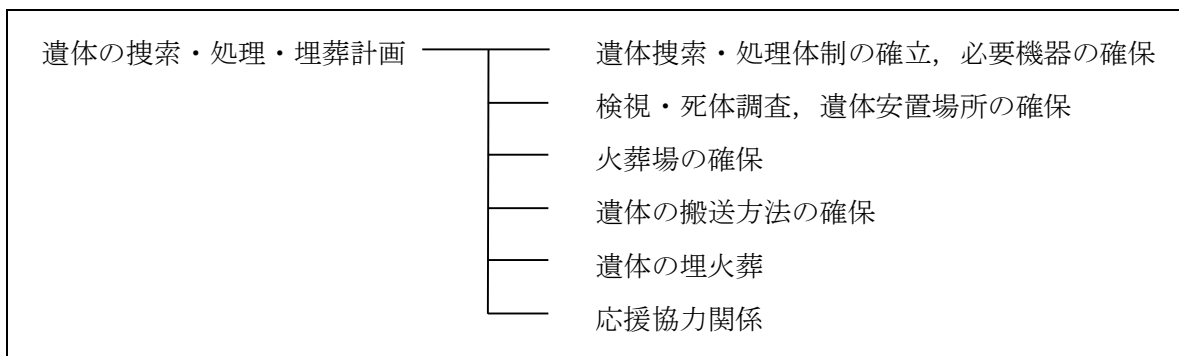 遺体の捜索・処理・埋葬計画
遺体捜索・処理体制の確立，必要機器の確保
検視・死体調査，遺体安置場所の確保
火葬場の確保
遺体の搬送方法の確保
遺体の埋火葬
応援協力関係